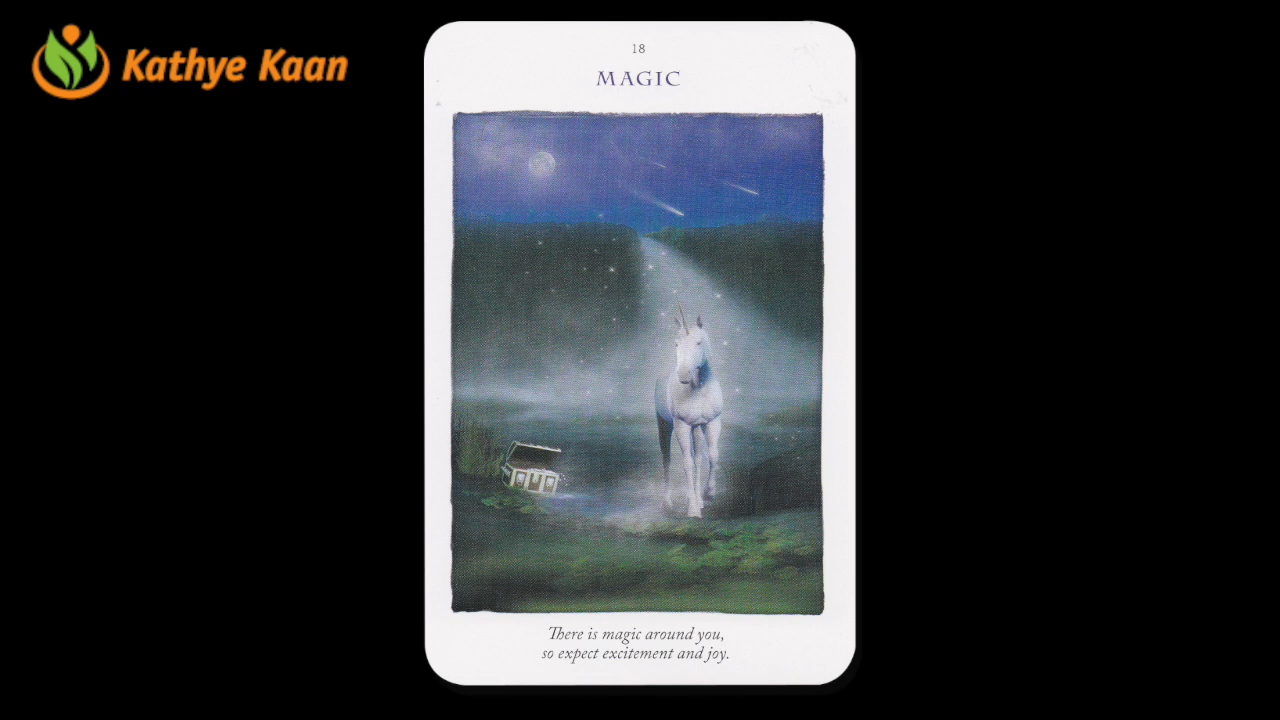 Kathye Kaan
18
MAGIC
There is magic around you,
so expect excitement and joy.